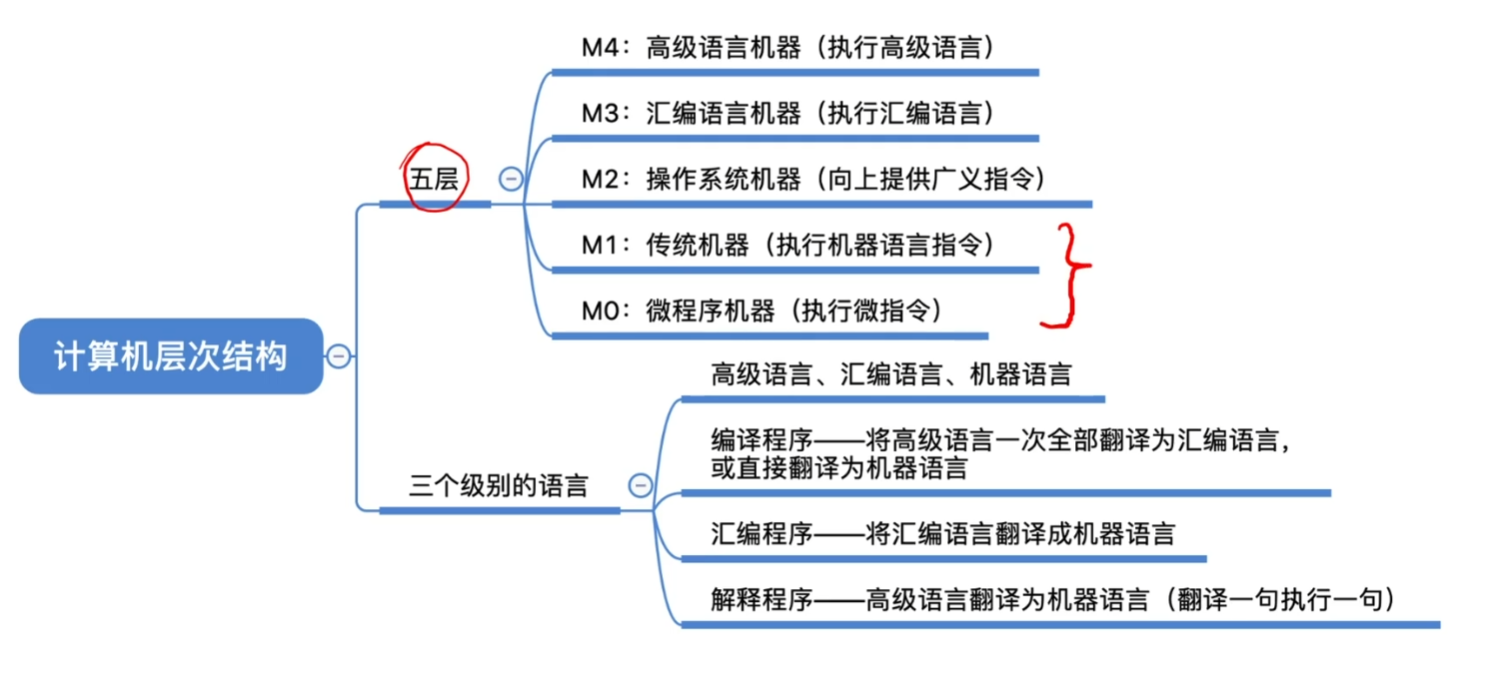 计算机层次结构
五层
M4：高级语言机器（执行高级语言）
M3：汇编语言机器（执行汇编语言）
M2：操作系统机器（向上提供广义指令）
M1：传统机器（执行机器语言指令）
M0：微程序机器（执行微指令）
三个级别的语言
高级语言、汇编语言、机器语言
编译程序——将高级语言一次全部翻译为汇编语言，
或直接翻译为机器语言
汇编程序——将汇编语言翻译成机器语言
解释程序——高级语言翻译为机器语言（翻译一句执行一句）